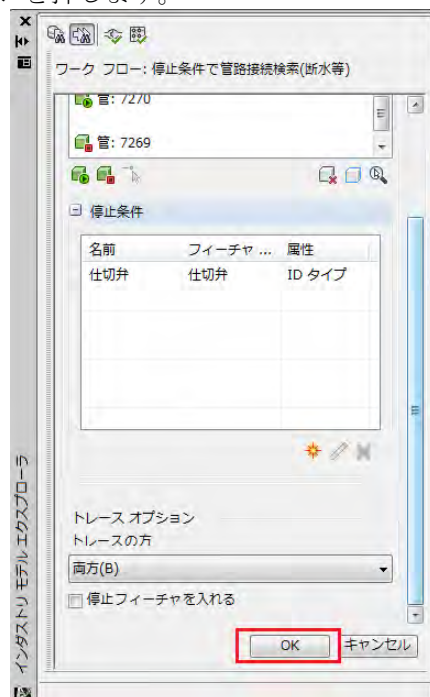 を押します。
ワーク フロー: 停止条件で管路接続検索(断水等)
管: 7270
管: 7269
停止条件
名前 フィーチャ ... 属性
仕切弁 仕切弁 ID タイプ
トレース オプション
トレースの方
両方(B)
停止フィーチャを入れる
OK キャンセル
インダストリ モデル エクスプローラ